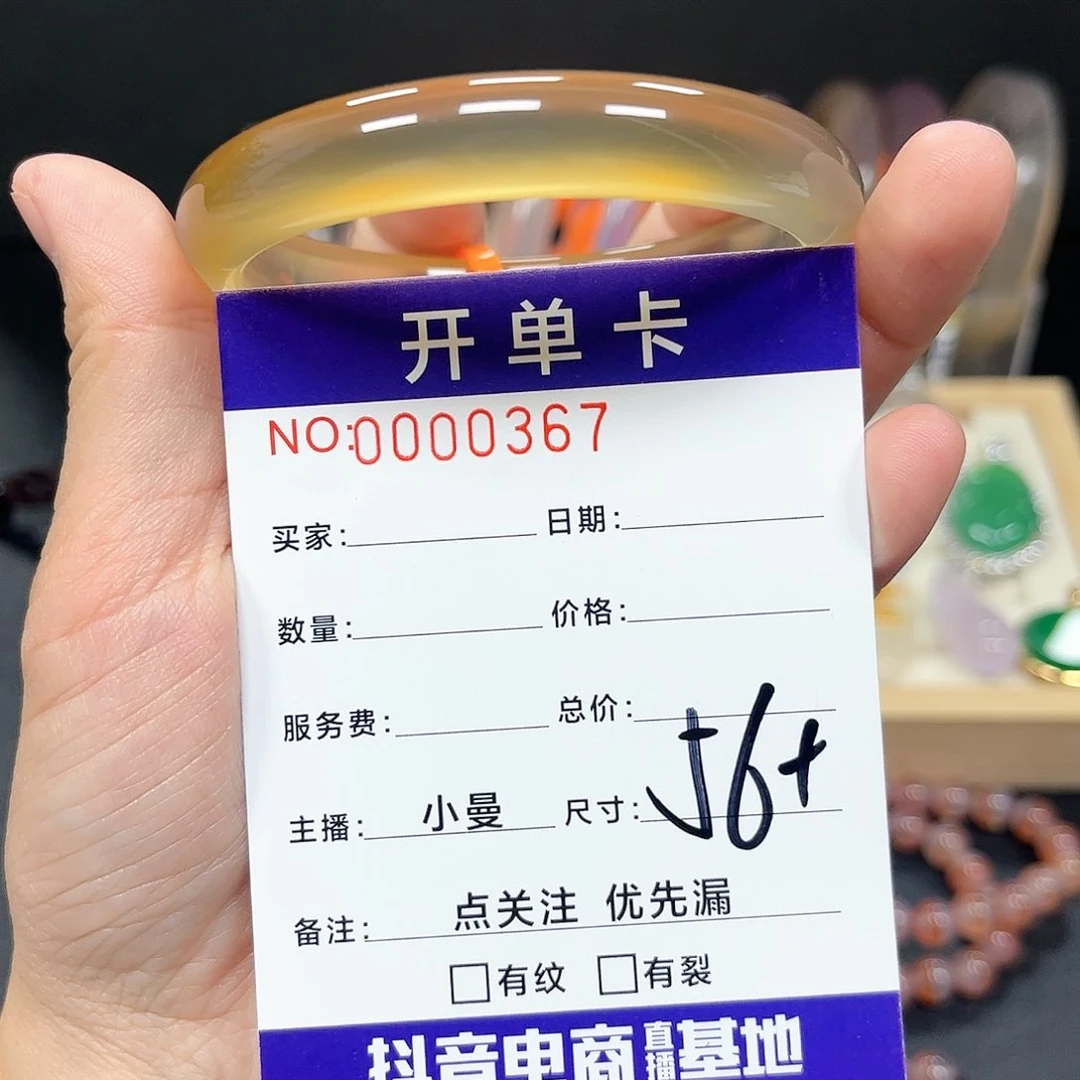 开单卡
NO:0000367
买家: 日期:
数量: 价格:
服务费: 总价:
主播: 小曼 尺寸: 56+
备注: 点关注 优先漏
□有纹 □有裂
抖音电商直播基地